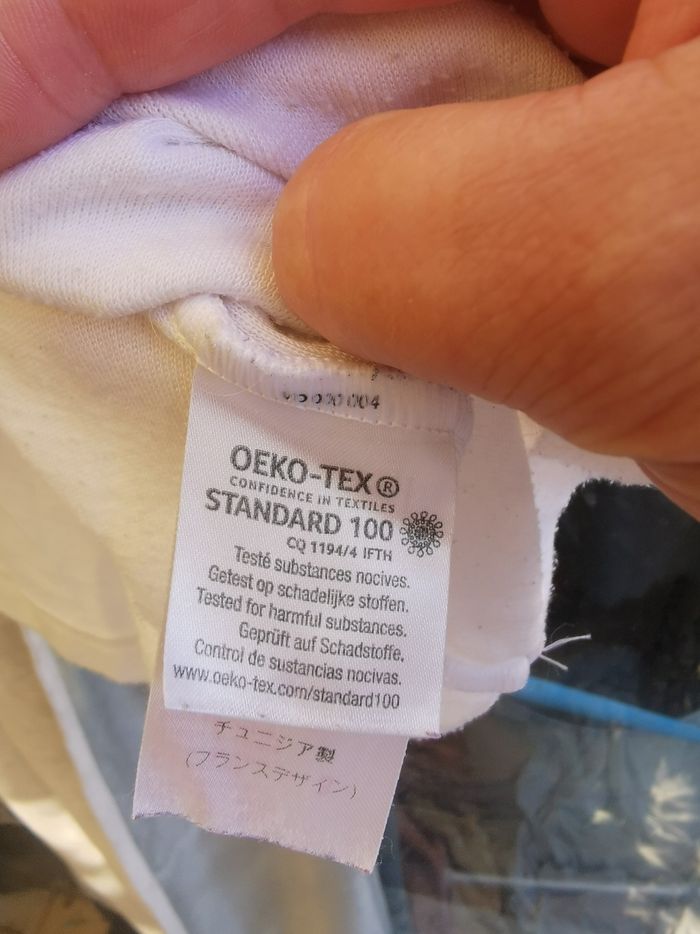 OEKO-TEX®
CONFIDENCE IN TEXTILES
STANDARD 100
CQ 1194/4 IFTH
Testé substances nocives.
Getest op schadelijke stoffen.
Tested for harmful substances.
Geprüft auf Schadstoffe.
Control de sustancias nocivas.
www.oeko-tex.com/standard100
チュニジア製
(フランスデザイン)